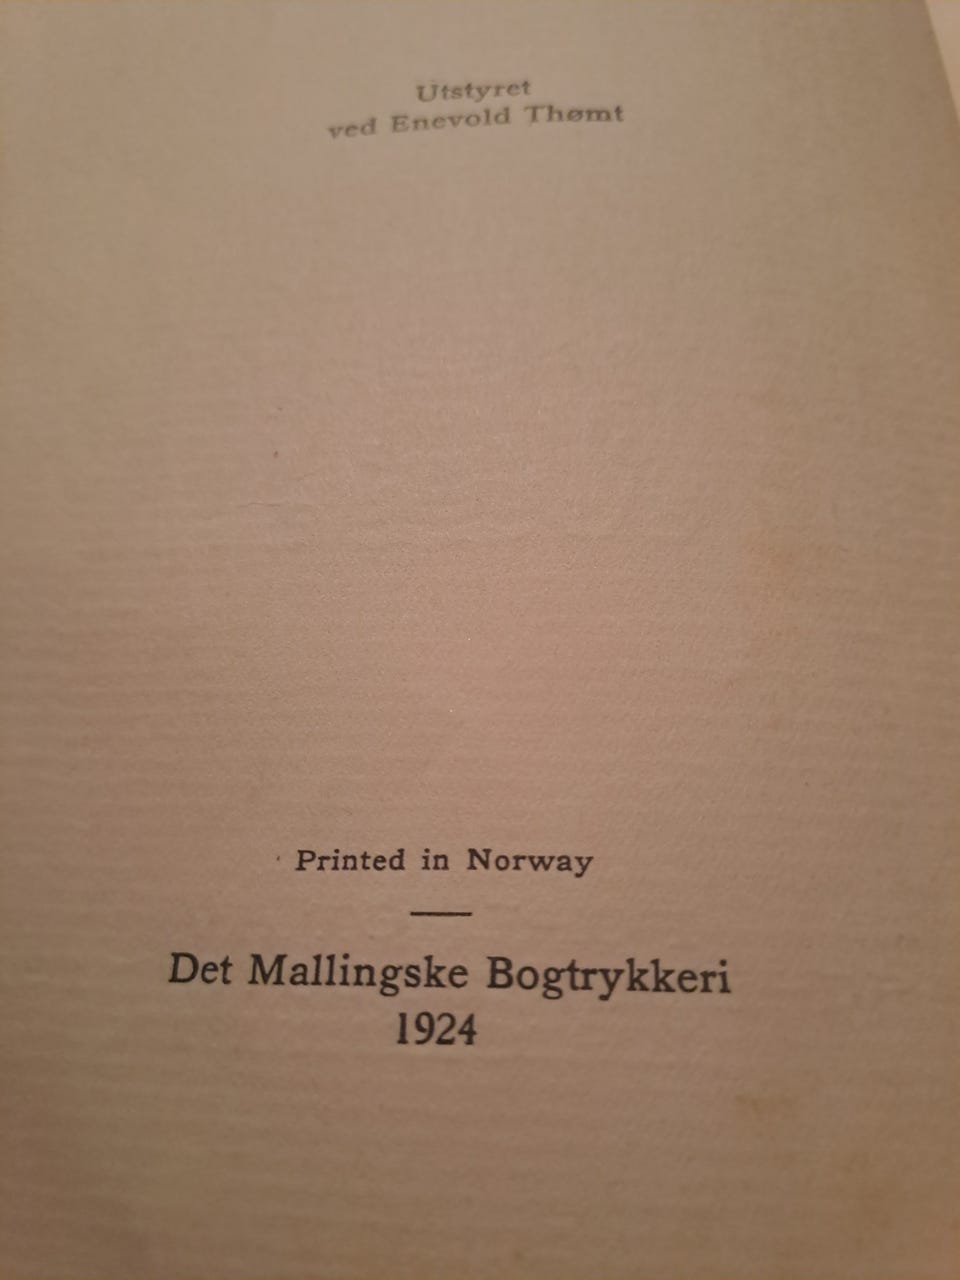 Utstyret
ved Enevold Thømt
Printed in Norway
Det Mallingske Bogtrykkeri
1924